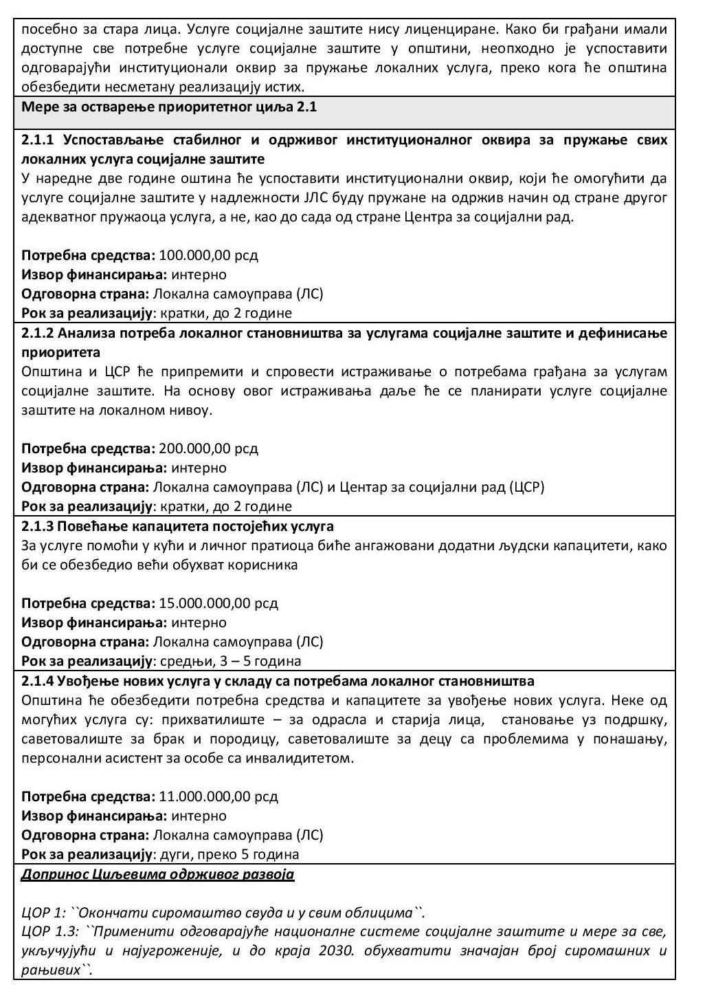 посебно за стара лица. Услуге социјалне заштите нису лиценциране. Како би грађани имали
доступне све потребне услуге социјалне заштите у општини, неопходно је успоставити
одговарајући институционали оквир за пружање локалних услуга, преко кога ће општина
обезбедити несметану реализацију истих.
Мере за остварење приоритетног циља 2.1
2.1.1 Успостављање стабилног и одрживог институционалног оквира за пружање свих
локалних услуга социјалне заштите
У наредне две године оштина ће успоставити институционални оквир, који ће омогућити да
услуге социјалне заштите у надлежности ЈЛС буду пружане на одржив начин од стране другог
адекватног пружаоца услуга, а не, као до сада од стране Центра за социјални рад.
Потребна средства: 100.000,00 рсд
Извор финансирања: интерно
Одговорна страна: Локална самоуправа (ЛС)
Рок за реализацију: кратки, до 2 године
2.1.2 Анализа потреба локалног становништва за услугама социјалне заштите и дефинисање
приоритета
Општина и ЦСР ће припремити и спровести истраживање о потребама грађана за услугам
социјалне заштите. На основу овог истраживања даље ће се планирати услуге социјалне
заштите на локалном нивоу.
Потребна средства: 200.000,00 рсд
Извор финансирања: интерно
Одговорна страна: Локална самоуправа (ЛС) и Центар за социјални рад (ЦСР)
Рок за реализацију: кратки, до 2 године
2.1.3 Повећање капацитета постојећих услуга
За услуге помоћи у кући и личног пратиоца биће ангажовани додатни људски капацитети, како
би се обезбедио већи обухват корисника
Потребна средства: 15.000.000,00 рсд
Извор финансирања: интерно
Одговорна страна: Локална самоуправа (ЛС)
Рок за реализацију: средњи, 3 – 5 година
2.1.4 Увођење нових услуга у складу са потребама локалног становништва
Општина ће обезбедити потребна средства и капацитете за увођење нових услуга. Неке од
могућих услуга су: прихватилиште – за одрасла и старија лица, становање уз подршку,
саветовалиште за брак и породицу, саветовалиште за децу са проблемима у понашању,
персонални асистент за особе са инвалидитетом.
Потребна средства: 11.000.000,00 рсд
Извор финансирања: интерно
Одговорна страна: Локална самоуправа (ЛС)
Рок за реализацију: дуги, преко 5 година
Допринос Циљевима одрживог развоја
ЦОР 1: ``Окончати сиромаштво свуда и у свим облицима``.
ЦОР 1.3: ``Применити одговарајуће националне системе социјалне заштите и мере за све,
укључујући и најугроженије, и до краја 2030. обухватити значајан број сиромашних и
рањивих``.